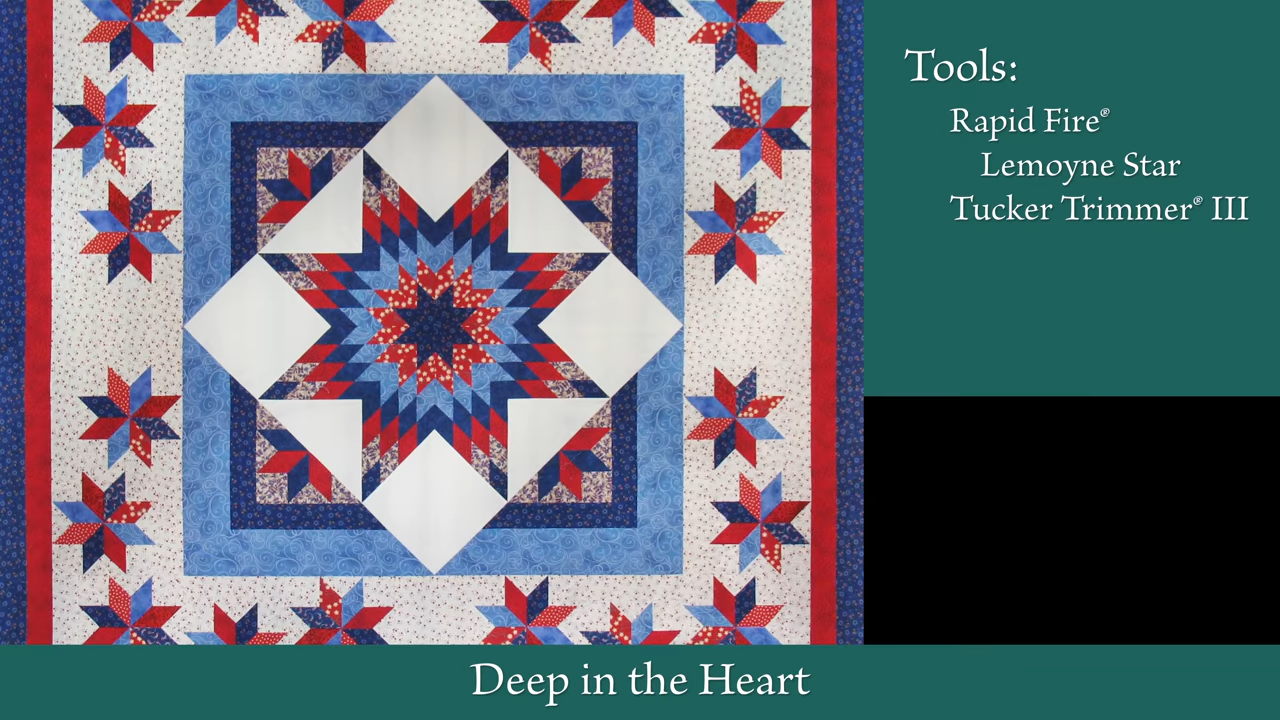 Tools:
Rapid Fire®
Lemoyne Star
Tucker Trimmer® III
Deep in the Heart